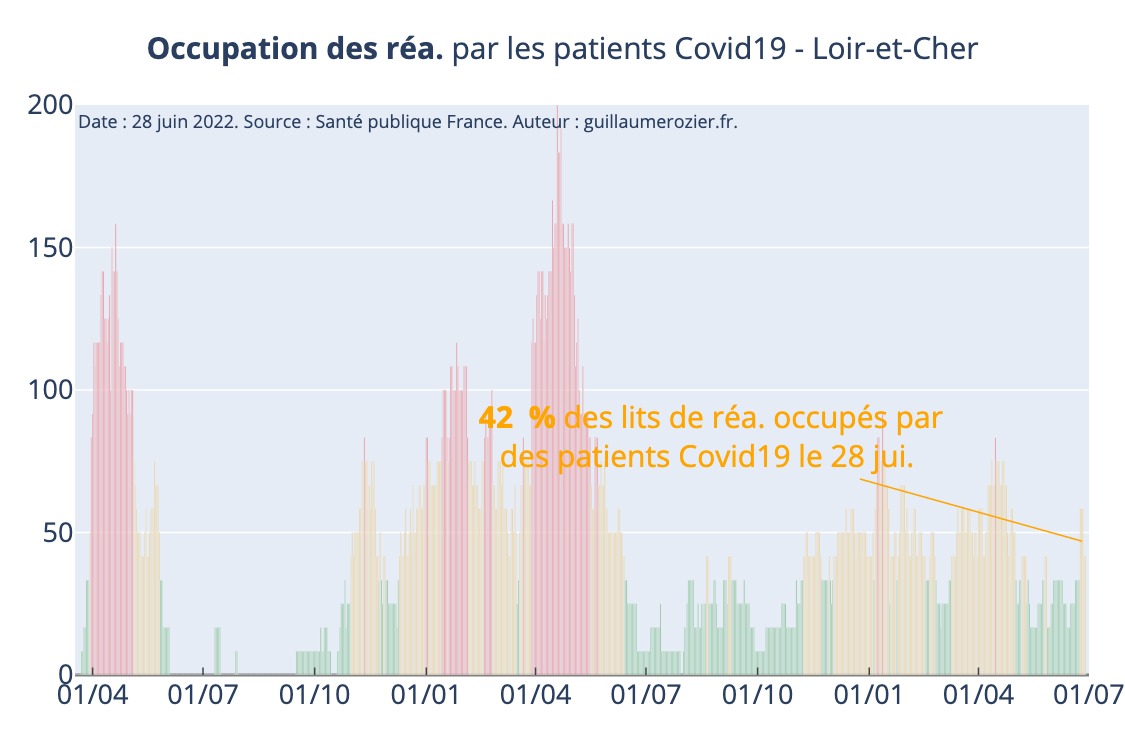 Occupation des réa. par les patients Covid19 - Loir-et-Cher
200
Date : 28 juin 2022. Source : Santé publique France. Auteur : guillaumerozier.fr.
150
100
42 % des lits de réa. occupés par
des patients Covid19 le 28 jui.
50
0
01/04 01/07 01/10 01/01 01/04 01/07 01/10 01/01 01/04 01/07